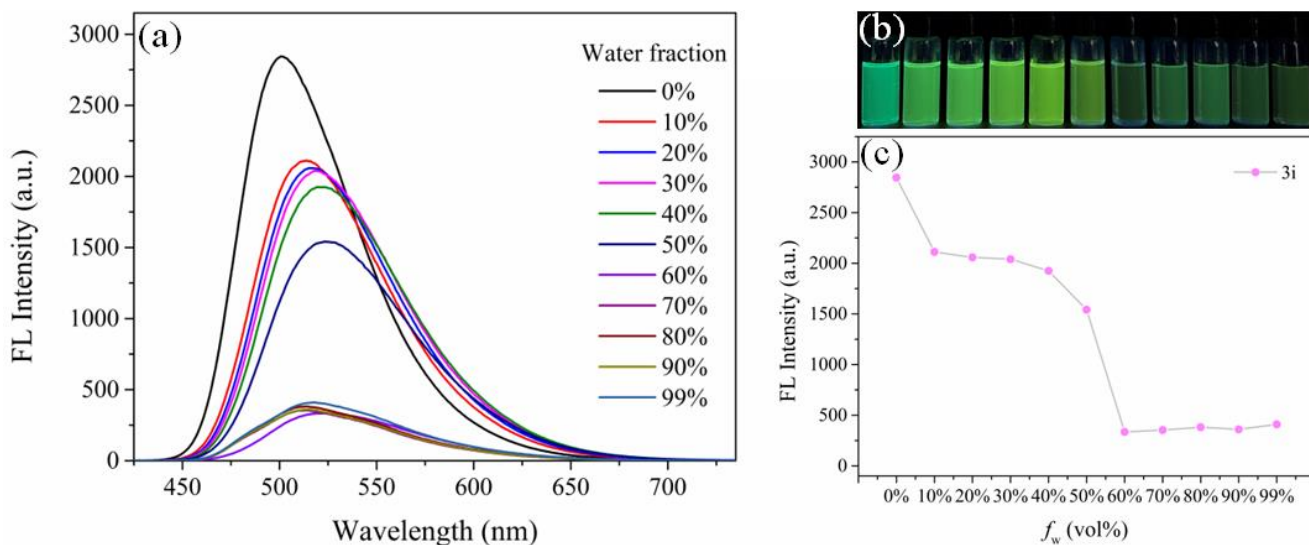 (a)
Water fraction
0%
10%
20%
30%
40%
50%
60%
70%
80%
90%
99%
3000
2500
2000
1500
1000
500
0
FL Intensity (a.u.)
450 500 550 600 650 700
Wavelength (nm)
(b)
(c)
3i
3000
2500
2000
1500
1000
500
0
FL Intensity (a.u.)
0% 10% 20% 30% 40% 50% 60% 70% 80% 90% 99%
f_w (vol%)